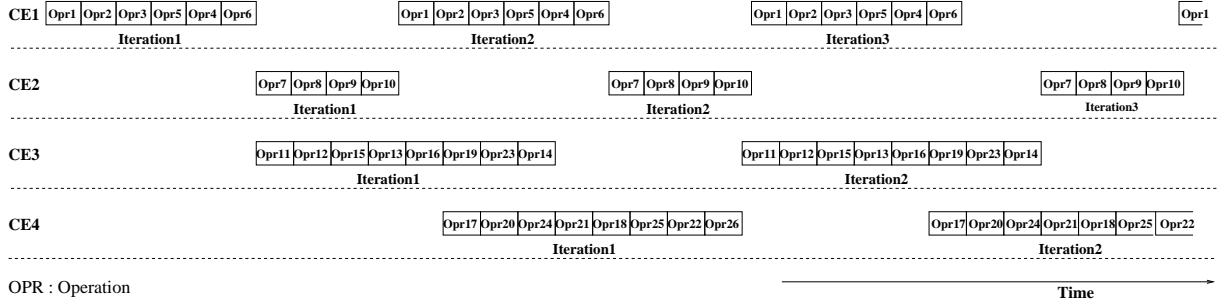 CE1 Opr1 Opr2 Opr3 Opr5 Opr4 Opr6 Opr1 Opr2 Opr3 Opr5 Opr4 Opr6 Opr1 Opr2 Opr3 Opr5 Opr4 Opr6 Opr1
Iteration1 Iteration2 Iteration3
CE2 Opr7 Opr8 Opr9 Opr10 Opr7 Opr8 Opr9 Opr10 Opr7 Opr8 Opr9 Opr10
Iteration1 Iteration2 Iteration3
CE3 Opr11 Opr12 Opr15 Opr13 Opr16 Opr19 Opr23 Opr14 Opr11 Opr12 Opr15 Opr13 Opr16 Opr19 Opr23 Opr14
Iteration1 Iteration2
CE4 Opr17 Opr20 Opr24 Opr21 Opr18 Opr25 Opr22 Opr26 Opr17 Opr20 Opr24 Opr21 Opr18 Opr25 Opr22
Iteration1 Iteration2
OPR : Operation Time